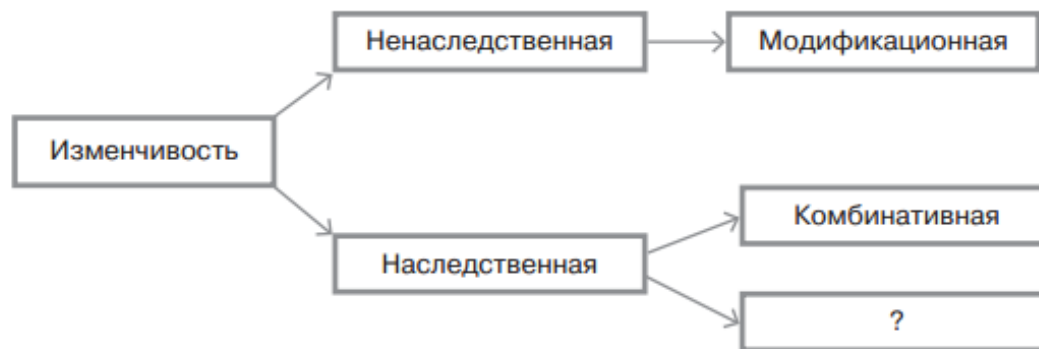 Ненаследственная
Модификационная
Изменчивость
Комбинативная
Наследственная
?